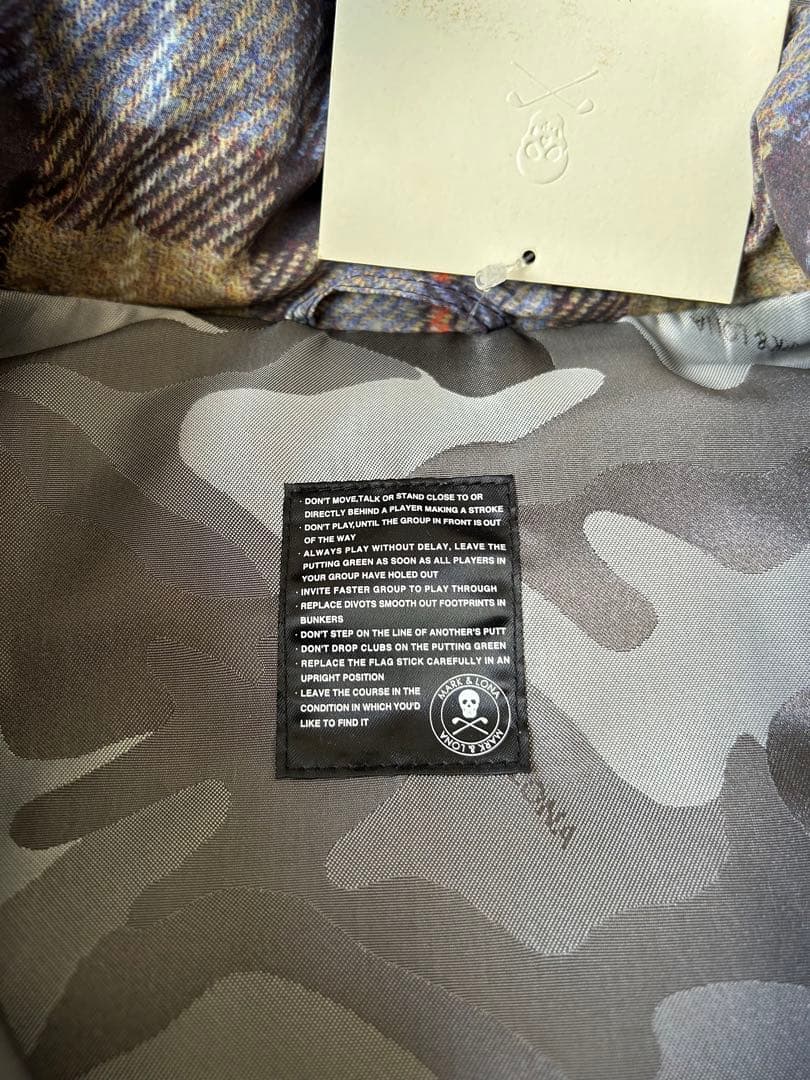 K & LONA
· DON'T MOVE,TALK OR STAND CLOSE TO OR
DIRECTLY BEHIND A PLAYER MAKING A STROKE
· DON'T PLAY,UNTIL THE GROUP IN FRONT IS OUT
OF THE WAY
· ALWAYS PLAY WITHOUT DELAY, LEAVE THE
PUTTING GREEN AS SOON AS ALL PLAYERS IN
YOUR GROUP HAVE HOLED OUT
· INVITE FASTER GROUP TO PLAY THROUGH
· REPLACE DIVOTS SMOOTH OUT FOOTPRINTS IN
BUNKERS
· DON'T STEP ON THE LINE OF ANOTHER'S PUTT
· DON'T DROP CLUBS ON THE PUTTING GREEN
· REPLACE THE FLAG STICK CAREFULLY IN AN
UPRIGHT POSITION
· LEAVE THE COURSE IN THE
CONDITION IN WHICH YOU'D
LIKE TO FIND IT
MARK & LONA
MARK & LONA
LONA